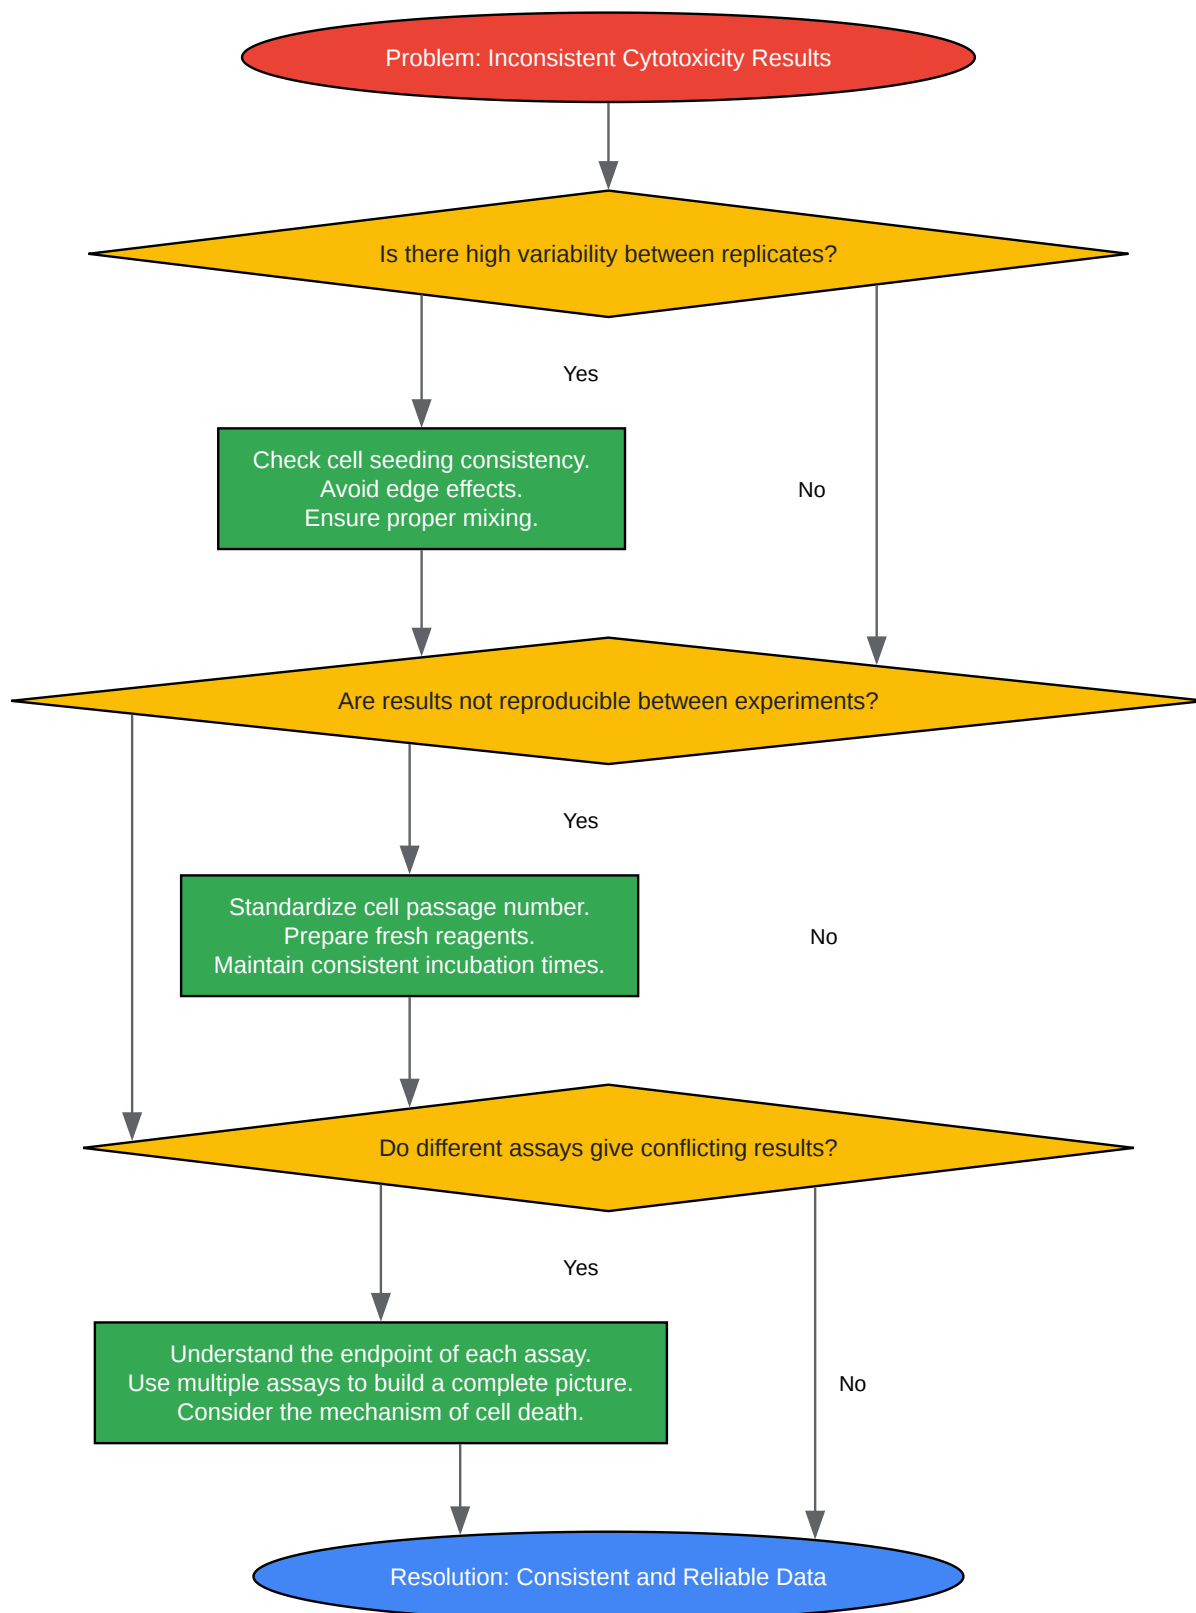 Problem: Inconsistent Cytotoxicity Results
Is there high variability between replicates?
Yes
Check cell seeding consistency.
Avoid edge effects.
Ensure proper mixing.
No
Are results not reproducible between experiments?
Yes
Standardize cell passage number.
Prepare fresh reagents.
Maintain consistent incubation times.
No
Do different assays give conflicting results?
Yes
Understand the endpoint of each assay.
Use multiple assays to build a complete picture.
Consider the mechanism of cell death.
No
Resolution: Consistent and Reliable Data